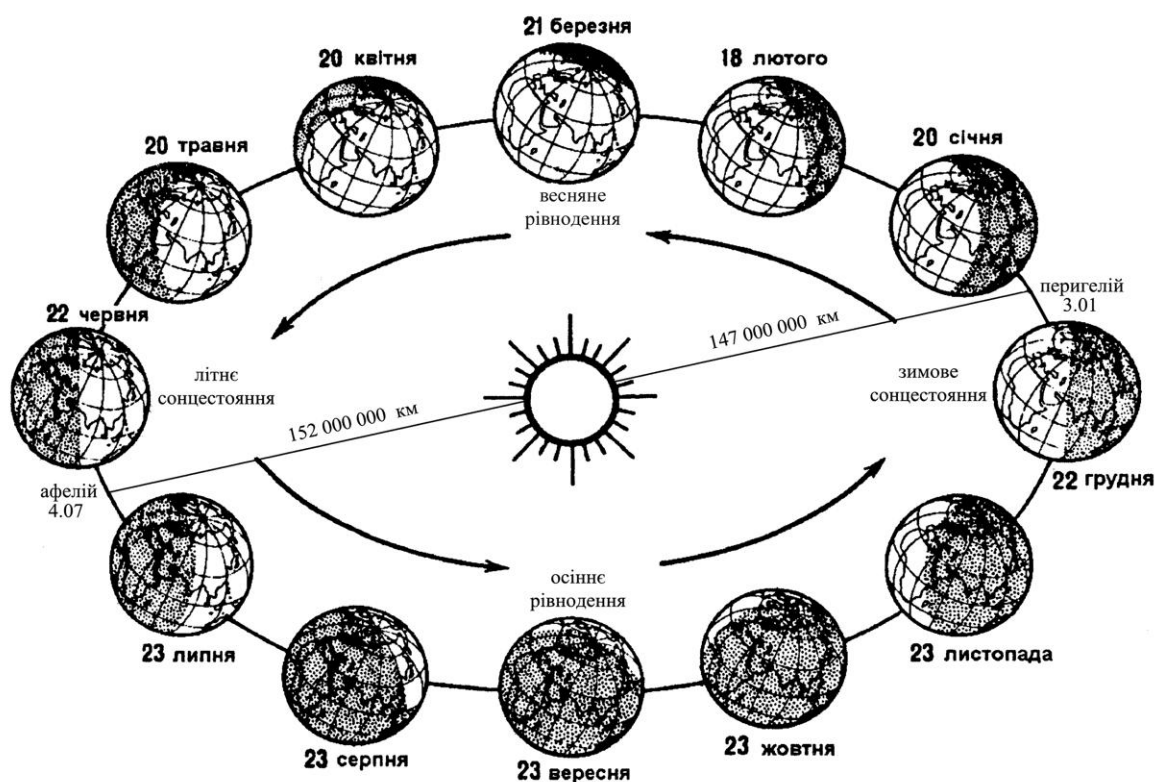 21 березня
20 квітня
18 лютого
20 травня
20 січня
весняне
рівнодення
22 червня
перигелій
3.01
147 000 000 км
літнє
сонцестояння
зимове
сонцестояння
152 000 000 км
афелій
4.07
22 грудня
осіннє
рівнодення
23 липня
23 листопада
23 серпня
23 вересня
23 жовтня